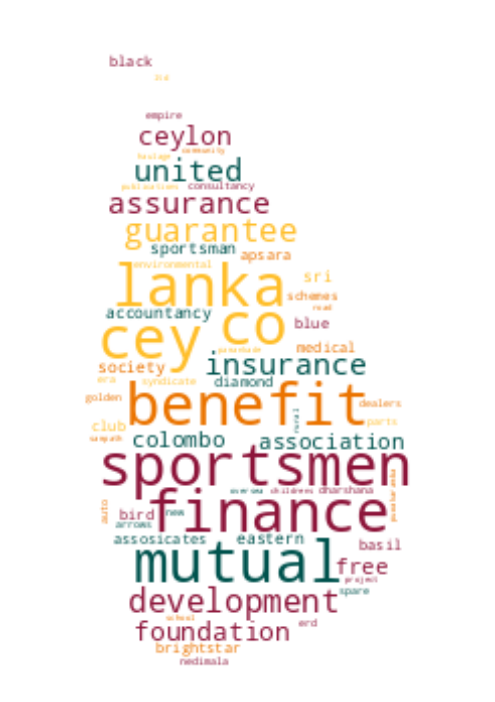 black
ltd
empire
ceylon
community
haulage
united
publications consultancy
assurance
guarantee
sportsman
apsara
environmental
lanka
sri
schemes
road
accountancy
co
blue
cey
medical
insurance
society
era syndicate diamond
benefit
golden
dealers
rural
parts
club
colombo association
sampath
sportsmen
oversea childrens dharshana
auto
finance
bird new
arrows
assosicates eastern
basil
mutual
free
project
spare
development
school
erd
foundation
brightstar
nedimala